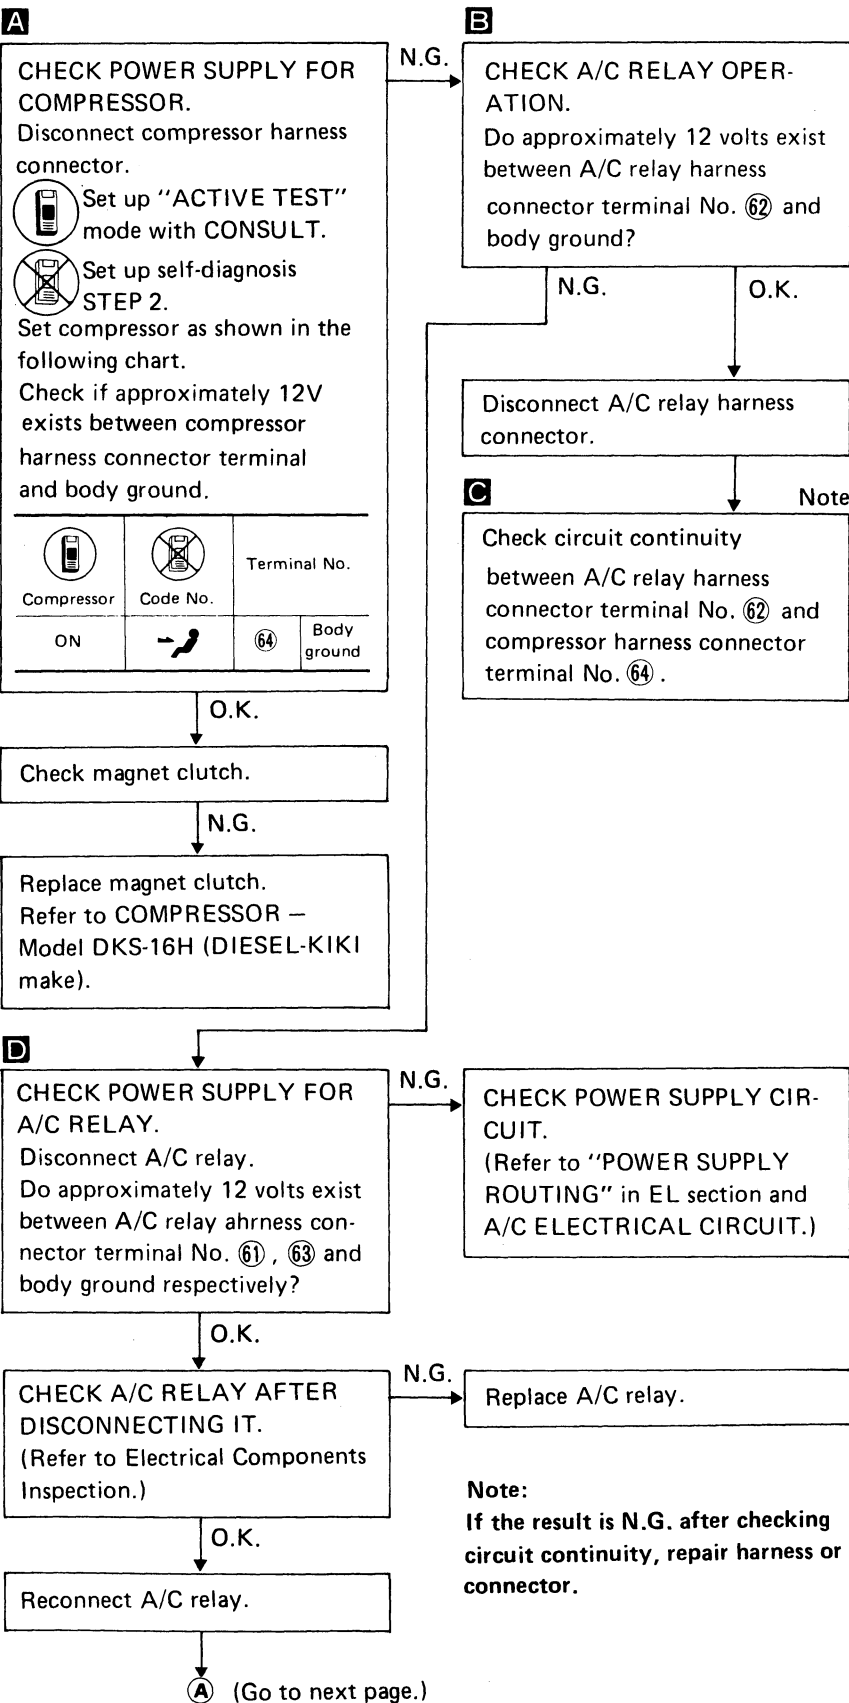 A
CHECK POWER SUPPLY FOR
COMPRESSOR.
Disconnect compressor harness
connector.
Set up "ACTIVE TEST"
mode with CONSULT.
Set up self-diagnosis
STEP 2.
Set compressor as shown in the
following chart.
Check if approximately 12V
exists between compressor
harness connector terminal
and body ground.
Compressor
Code No.
Terminal No.
ON
64
Body
ground
N.G.
B
CHECK A/C RELAY OPER-
ATION.
Do approximately 12 volts exist
between A/C relay harness
connector terminal No. 62 and
body ground?
N.G.
O.K.
Disconnect A/C relay harness
connector.
C
Note
Check circuit continuity
between A/C relay harness
connector terminal No. 62 and
compressor harness connector
terminal No. 64 .
O.K.
Check magnet clutch.
N.G.
Replace magnet clutch.
Refer to COMPRESSOR —
Model DKS-16H (DIESEL-KIKI
make).
D
CHECK POWER SUPPLY FOR
A/C RELAY.
Disconnect A/C relay.
Do approximately 12 volts exist
between A/C relay ahrness con-
nector terminal No. 61 , 63 and
body ground respectively?
N.G.
CHECK POWER SUPPLY CIR-
CUIT.
(Refer to "POWER SUPPLY
ROUTING" in EL section and
A/C ELECTRICAL CIRCUIT.)
O.K.
CHECK A/C RELAY AFTER
DISCONNECTING IT.
(Refer to Electrical Components
Inspection.)
N.G.
Replace A/C relay.
O.K.
Reconnect A/C relay.
A (Go to next page.)
Note:
If the result is N.G. after checking
circuit continuity, repair harness or
connector.